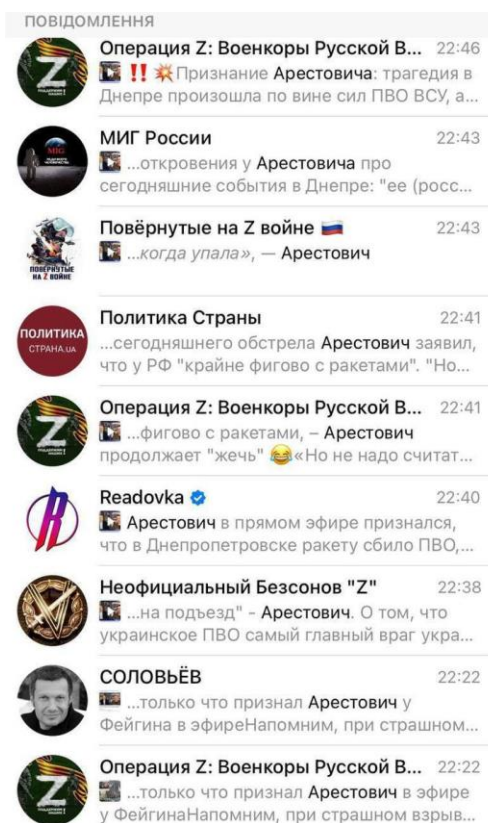 ПОВІДОМЛЕННЯ
Операция Z: Военкоры Русской В... 22:46
‼️💥Признание Арестовича: трагедия в
Днепре произошла по вине сил ПВО ВСУ, а...
МИГ России 22:43
...откровения у Арестовича про
сегодняшние события в Днепре: "ее (росс...
Повёрнутые на Z войне 🇷🇺 22:43
...когда упала», — Арестович
ПОВЕРНУТЫЕ
НА Z ВОЙНЕ
Политика Страны 22:41
ПОЛИТИКА
СТРАНА.UA
...сегодняшнего обстрела Арестович заявил,
что у РФ "крайне фигово с ракетами". "Но...
Операция Z: Военкоры Русской В... 22:41
...фигово с ракетами, – Арестович
продолжает "жечь" 😂«Но не надо считат...
Readovka 22:40
Арестович в прямом эфире признался,
что в Днепропетровске ракету сбило ПВО,...
Неофициальный Безсонов "Z" 22:38
...на подъезд" - Арестович. О том, что
украинское ПВО самый главный враг укра...
СОЛОВЬЁВ 22:22
...только что признал Арестович у
Фейгина в эфиреНапомним, при страшном...
Операция Z: Военкоры Русской В... 22:22
...только что признал Арестович в эфире
у ФейгинаНапомним, при страшном взрыв...